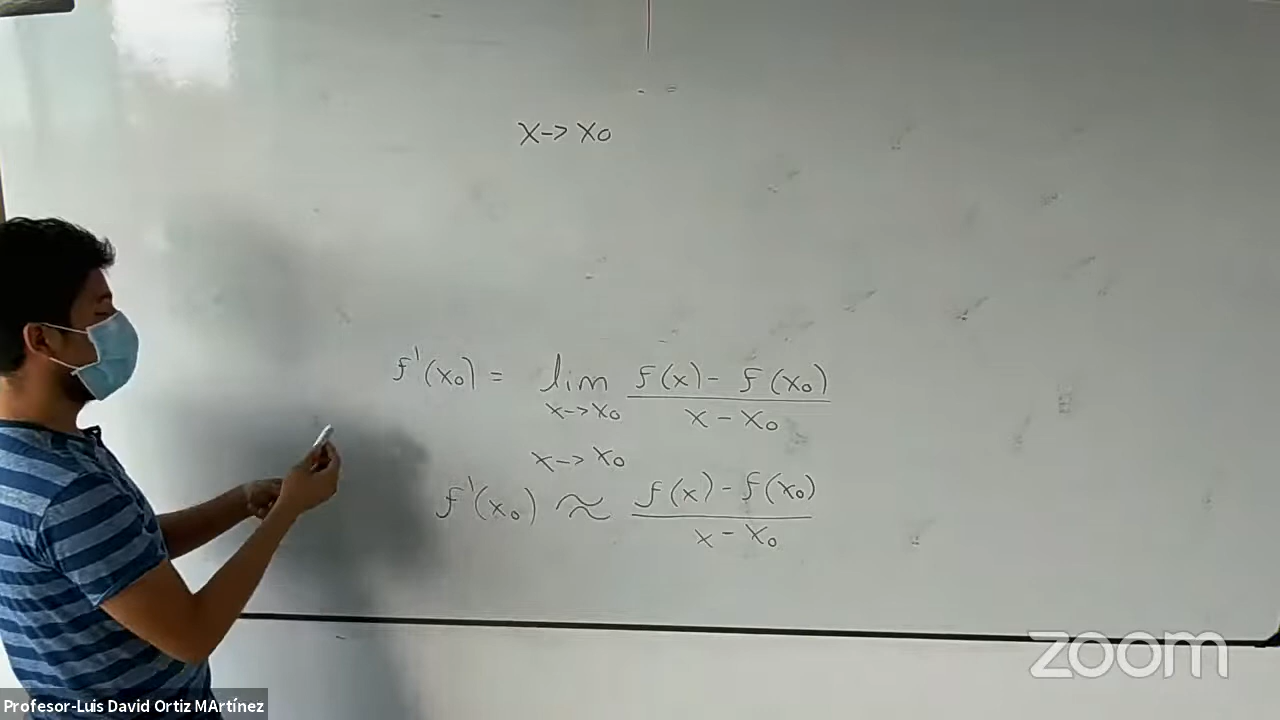 x→x₀
f'(x₀) = lim f(x) - f(x₀)
x→x₀ x - x₀
x→x₀
f'(x₀) ≈ f(x) - f(x₀)
x - x₀
zoom
Profesor-Luis David Ortiz MArtínez